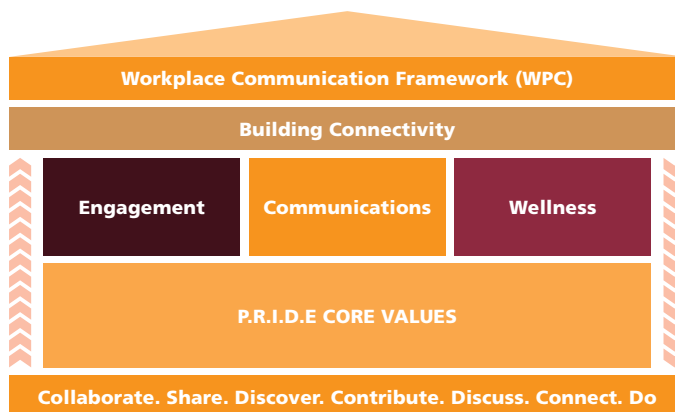 Workplace Communication Framework (WPC)
Building Connectivity
Engagement
Communications
Wellness
P.R.I.D.E CORE VALUES
Collaborate. Share. Discover. Contribute. Discuss. Connect. Do